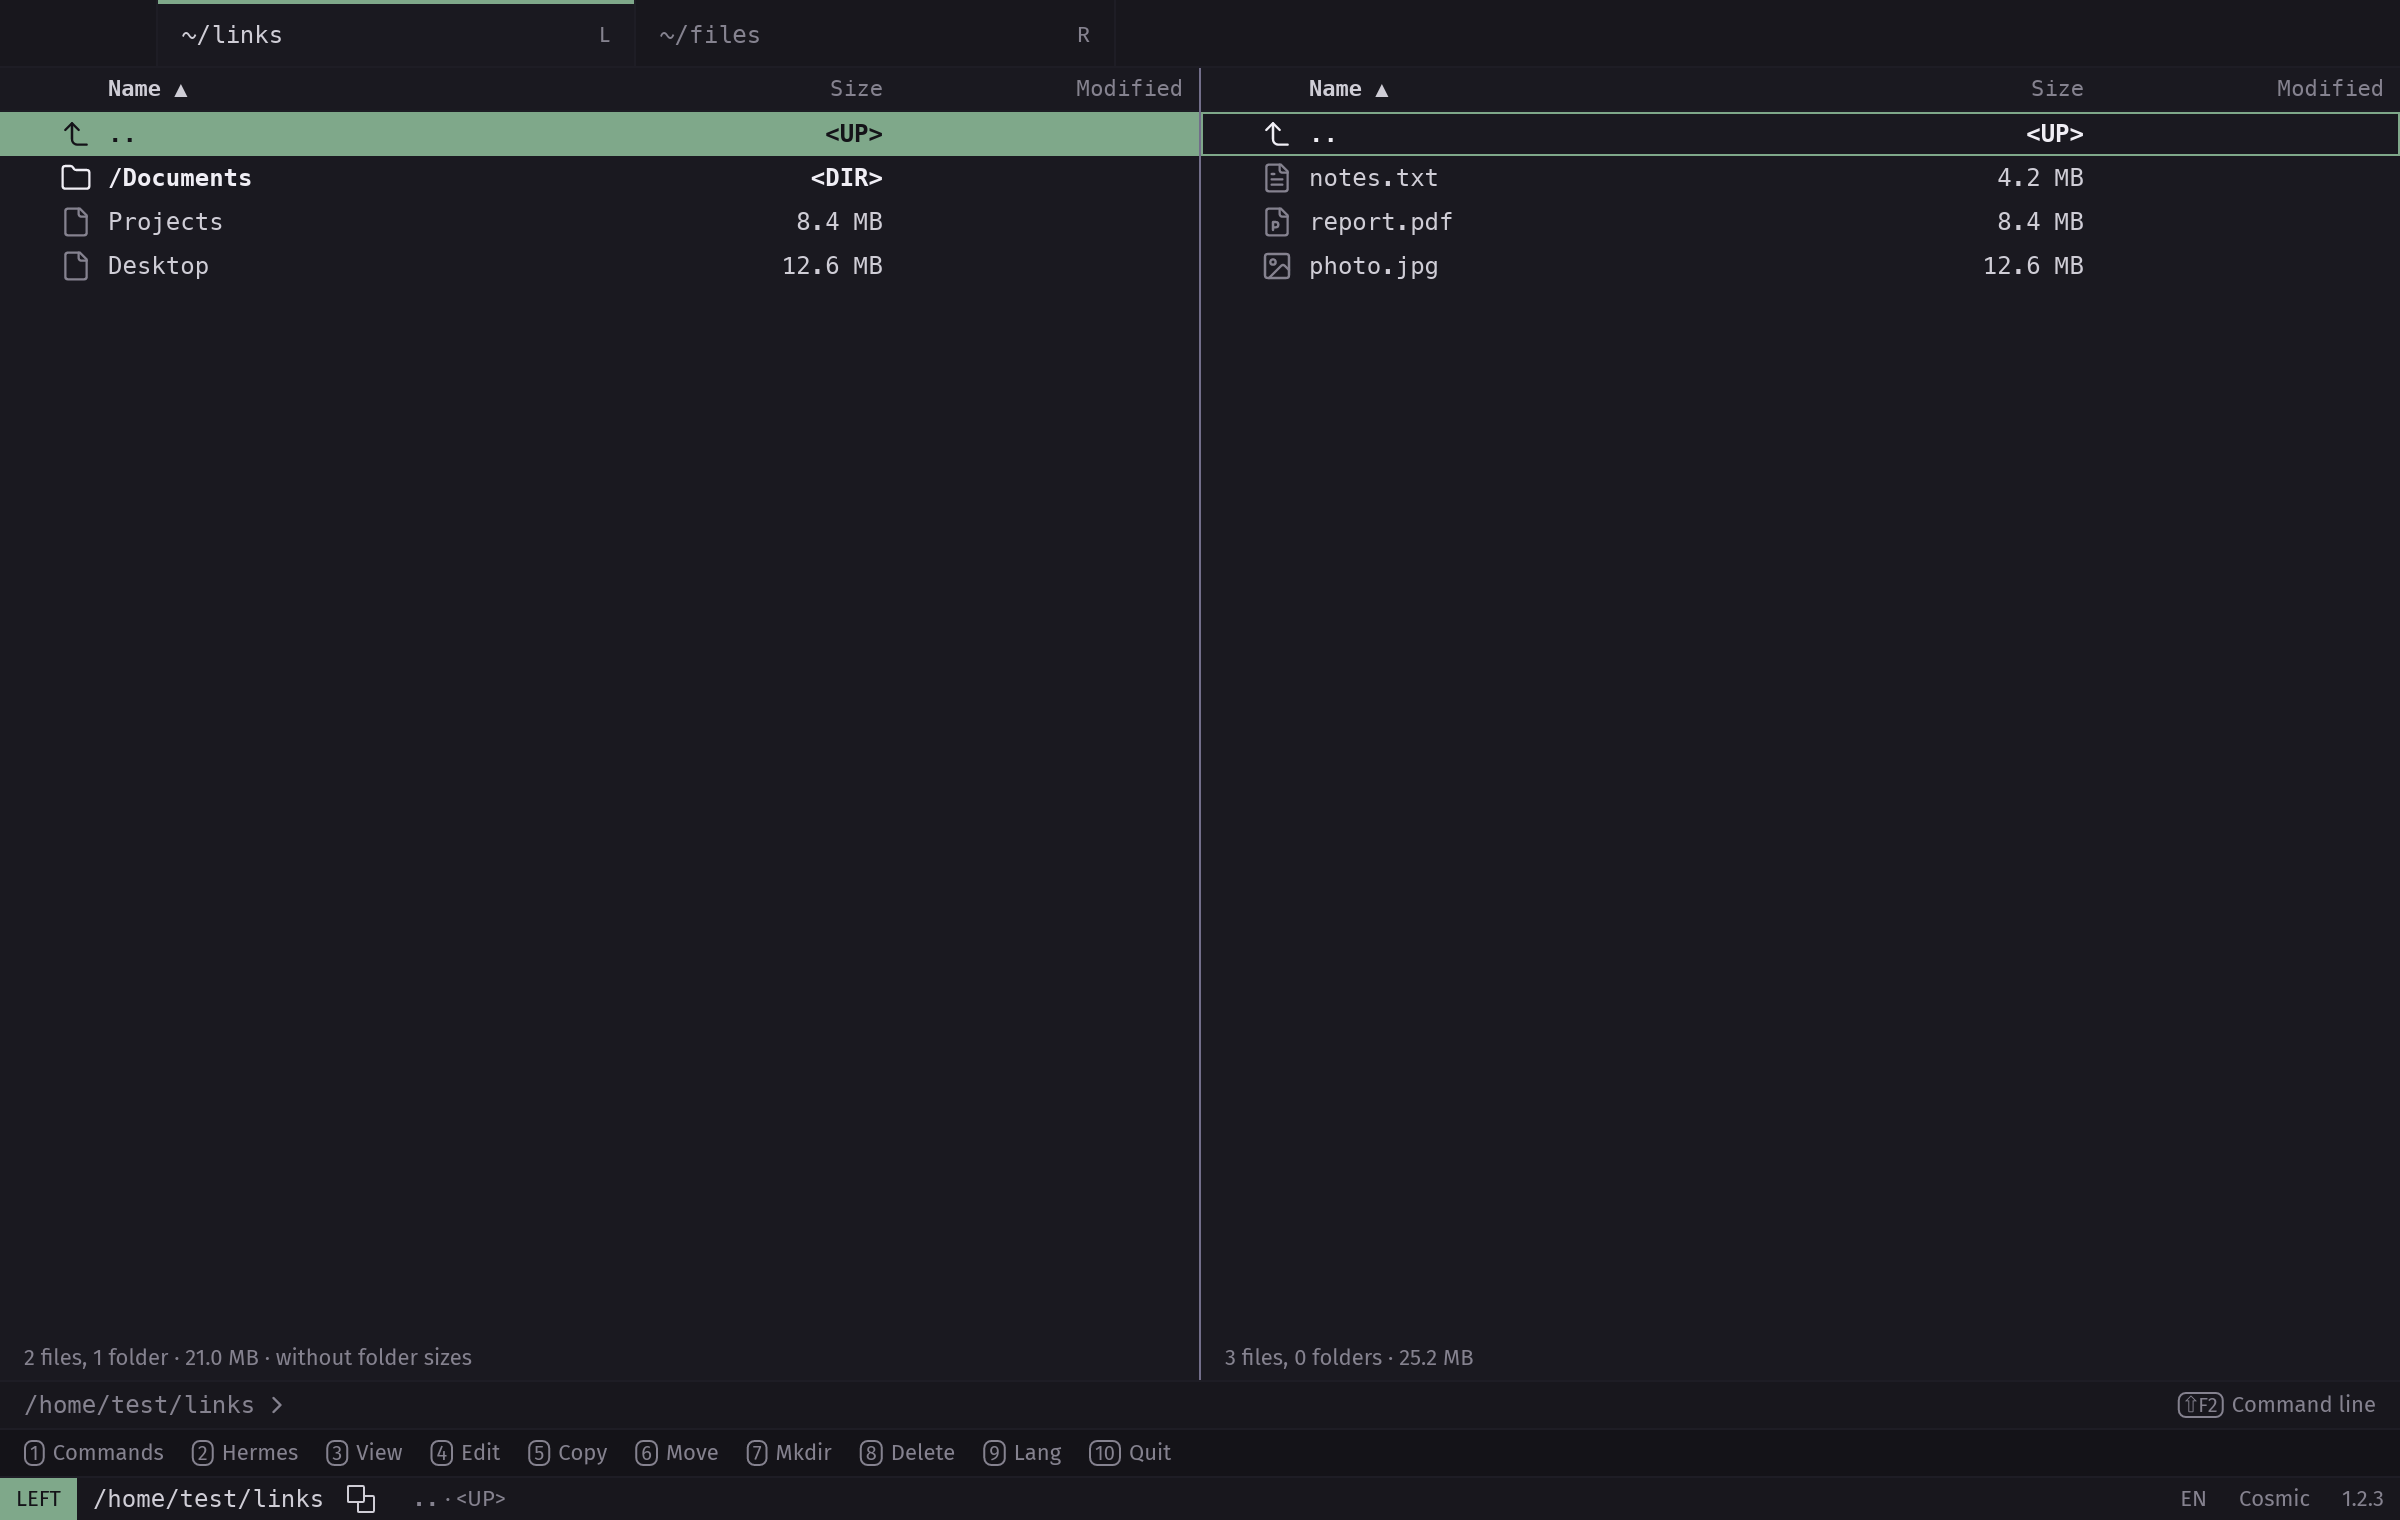 ~/links L ~/files R
Name ▲ Size Modified Name ▲ Size Modified
.. <UP> .. <UP>
/Documents <DIR> notes.txt 4.2 MB
Projects 8.4 MB report.pdf 8.4 MB
Desktop 12.6 MB photo.jpg 12.6 MB
2 files, 1 folder · 21.0 MB · without folder sizes 3 files, 0 folders · 25.2 MB
/home/test/links > ⇧F2 Command line
1 Commands 2 Hermes 3 View 4 Edit 5 Copy 6 Move 7 Mkdir 8 Delete 9 Lang 10 Quit
LEFT /home/test/links .. · <UP> EN Cosmic 1.2.3